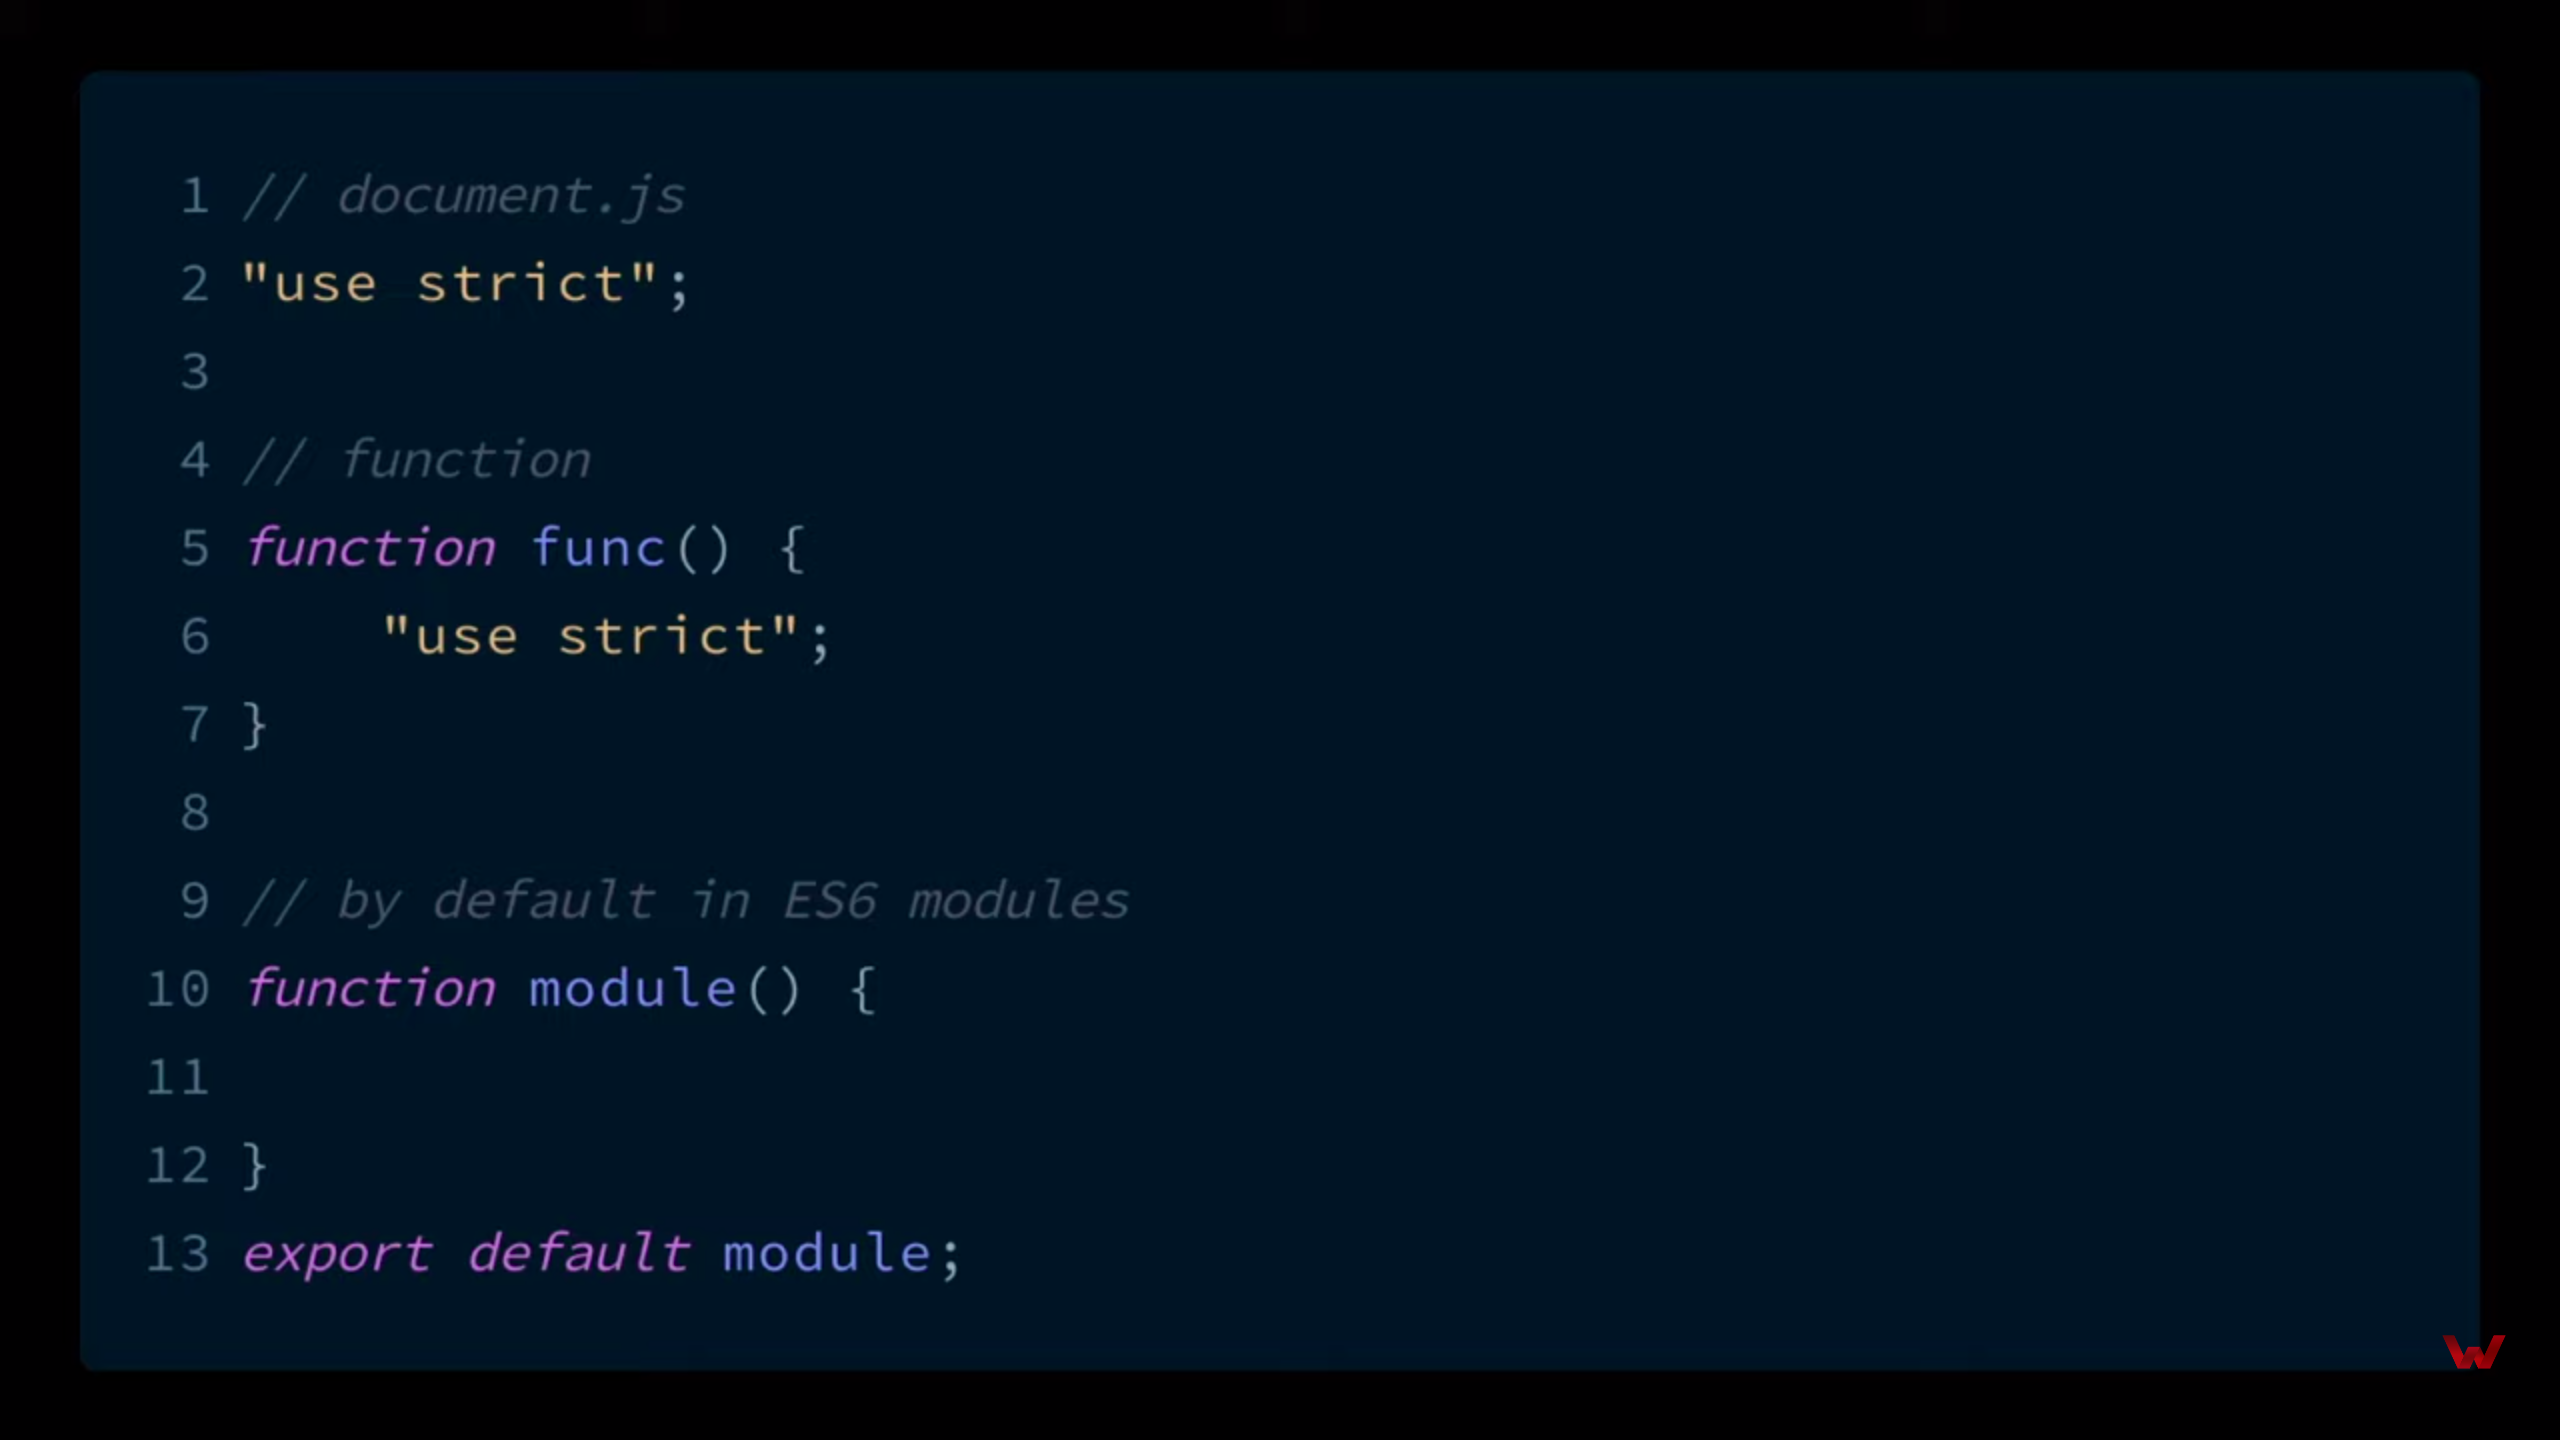 1 // document.js
2 "use strict";
3
4 // function
5 function func() {
6     "use strict";
7 }
8
9 // by default in ES6 modules
10 function module() {
11
12 }
13 export default module;
W